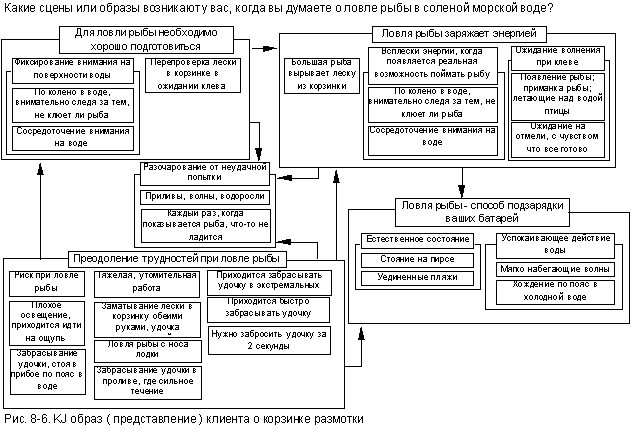 Какие сцены или образы возникают у вас, когда вы думаете о ловле рыбы в соленой морской воде?
Для ловли рыбы необходимо
хорошо подготовиться
Фиксирование внимания на
поверхности воды
По колено в воде,
внимательно следя за тем,
не клюет ли рыба
Сосредоточение внимания
на воде
Перепроверка лески в
корзинке в
ожидании клева
Ловля рыбы заряжает энергией
Большая рыба
вырывает леску
из корзинки
Всплески энергии, когда
появляется реальная
возможность поймать рыбу
По колено в воде,
внимательно следя за тем,
не клюет ли рыба
Сосредоточение внимания на
воде
Ожидание волнения
при клеве
Появление рыбы;
приманка рыбы;
летающие над водой
птицы
Ожидание на
отмели, с чувством
что все готово
Разочарование от неудачной
попытки
Приливы, волны, водоросли
Каждый раз, когда
показывается рыба, что-то не
ладится
Ловля рыбы - способ подзарядки
ваших батарей
Естественное состояние
Стояние на пирсе
Уединенные пляжи
Успокаивающее действие
воды
Мягко набегающие волны
Хождение по пояс в
холодной воде
Преодоление трудностей при ловле рыбы
Риск при ловле
рыбы
Плохое
освещение,
приходится идти
на ощупь
Забрасывание
удочки, стоя в
прибое по пояс в
воде
Тяжелая, утомительная
работа
Заматывание лески в
корзинку обеими
руками, удочка
Ловля рыбы с носа
лодки
Забрасывание удочки в
проливе, где сильное
течение
Приходится забрасывать
удочку в экстремальных
Приходится быстро
забрасывать удочку
Нужно забросить удочку за
2 секунды
Рис. 8-6. KJ образ ( представление ) клиента о корзинке размотки